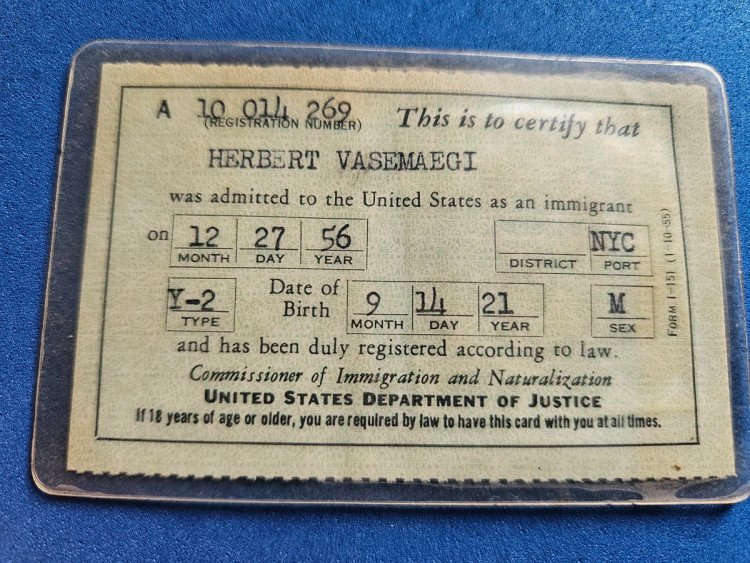 A 10 014 269 This is to certify that
(REGISTRATION NUMBER)
HERBERT VASEMAEGI
was admitted to the United States as an immigrant
on 12 27 56 NYC
MONTH DAY YEAR DISTRICT PORT
Y-2 Date of Birth 9 14 21 M
TYPE MONTH DAY YEAR SEX
and has been duly registered according to law.
Commissioner of Immigration and Naturalization
UNITED STATES DEPARTMENT OF JUSTICE
If 18 years of age or older, you are required by law to have this card with you at all times.
FORM I-151 (1-10-55)